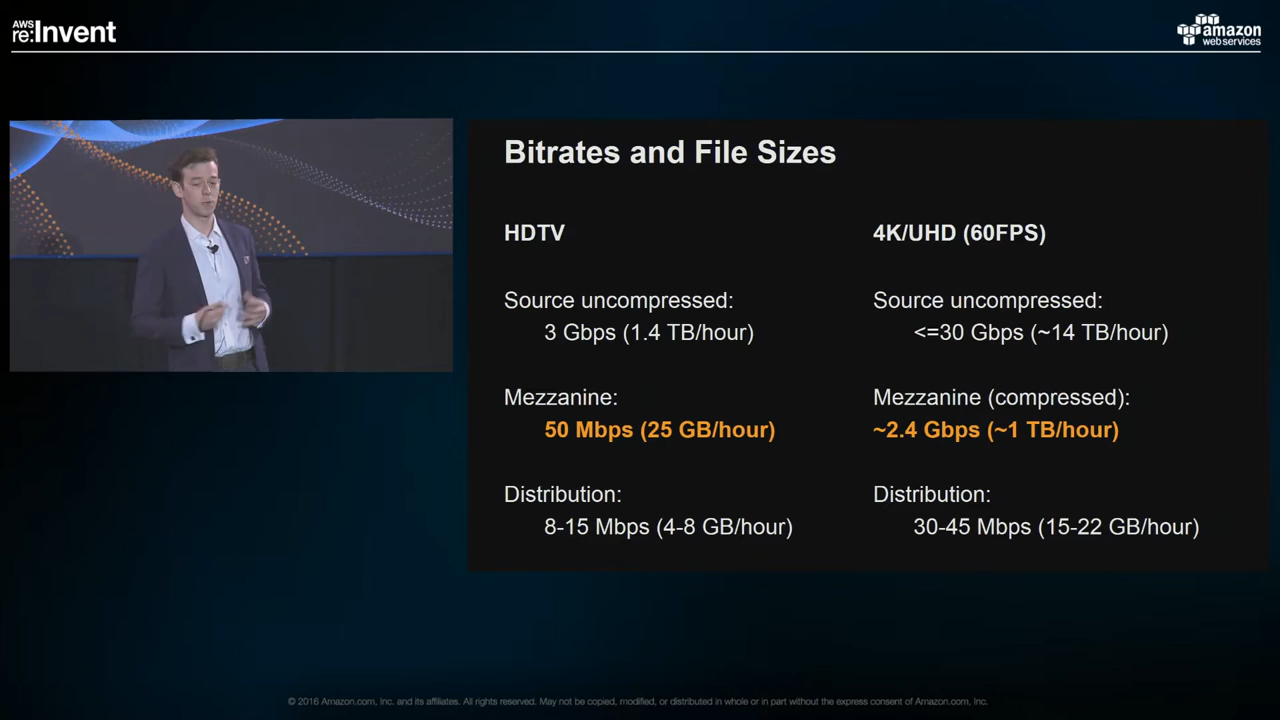 AWS
re:Invent
amazon
web services
Bitrates and File Sizes
HDTV
4K/UHD (60FPS)
Source uncompressed:
3 Gbps (1.4 TB/hour)
Source uncompressed:
<=30 Gbps (~14 TB/hour)
Mezzanine:
50 Mbps (25 GB/hour)
Mezzanine (compressed):
~2.4 Gbps (~1 TB/hour)
Distribution:
8-15 Mbps (4-8 GB/hour)
Distribution:
30-45 Mbps (15-22 GB/hour)
© 2016 Amazon.com, Inc. and its affiliates. All rights reserved. May not be copied, modified, or distributed in whole or in part without the express consent of Amazon.com, Inc.